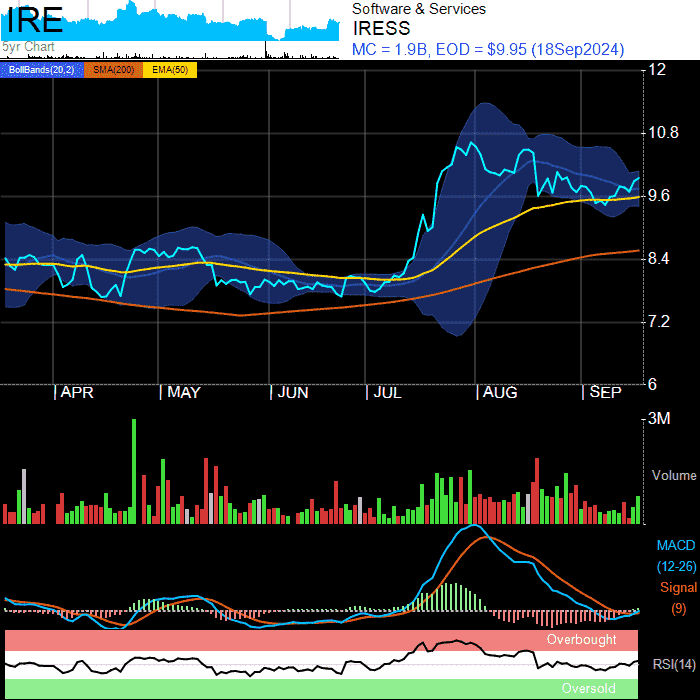 IRE
5yr Chart
Software & Services
IRESS
MC = 1.9B, EOD = $9.95 (18Sep2024)
BollBands(20,2) SMA(200) EMA(50)
12
10.8
9.6
8.4
7.2
6
APR MAY JUN JUL AUG SEP
3M
Volume
MACD
(12-26)
Signal
(9)
Overbought
RSI(14)
Oversold